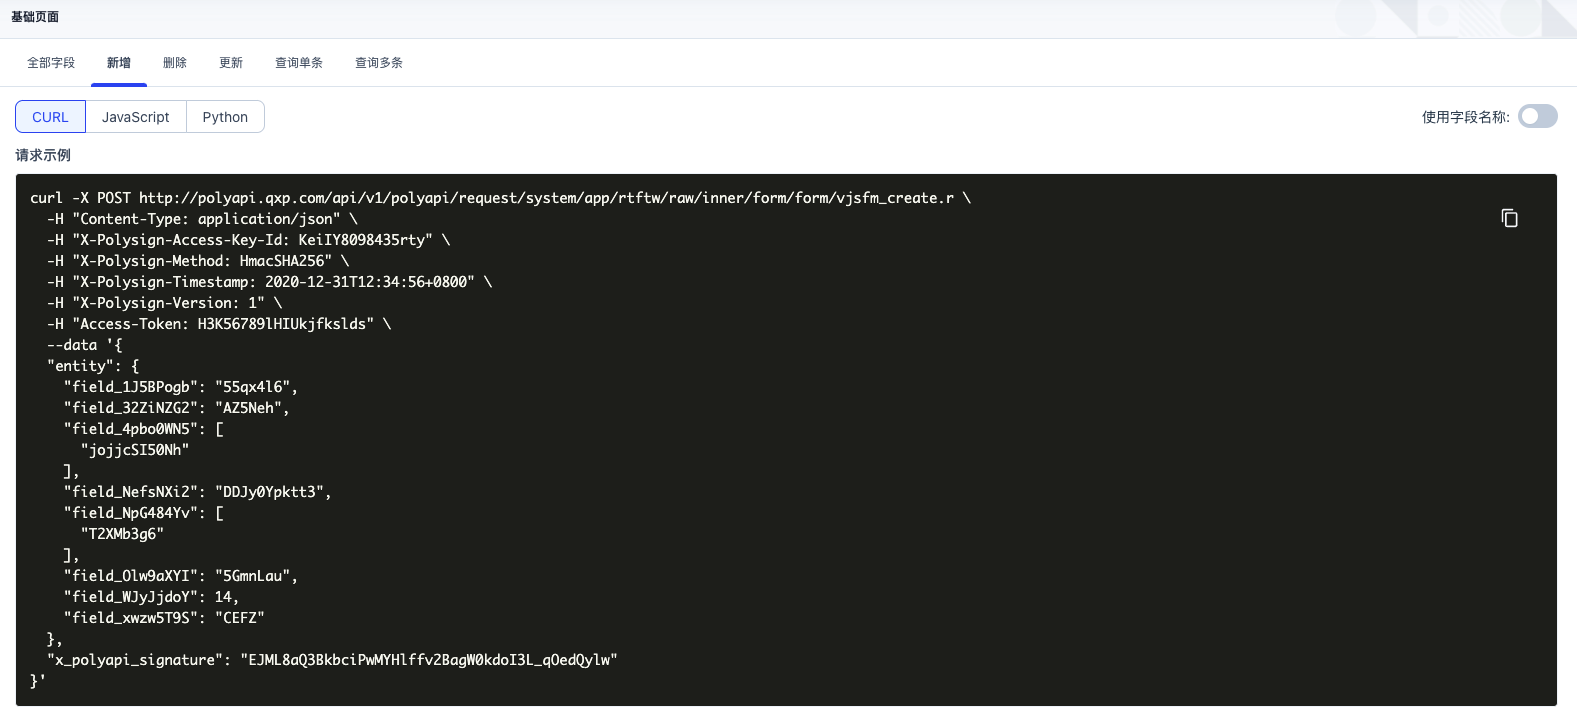 基础页面
全部字段 新增 删除 更新 查询单条 查询多条
CURL JavaScript Python 使用字段名称:
请求示例
curl -X POST http://polyapi.qxp.com/api/v1/polyapi/request/system/app/rtftw/raw/inner/form/form/vjsfm_create.r \
-H "Content-Type: application/json" \
-H "X-Polysign-Access-Key-Id: KeiIY8098435rty" \
-H "X-Polysign-Method: HmacSHA256" \
-H "X-Polysign-Timestamp: 2020-12-31T12:34:56+0800" \
-H "X-Polysign-Version: 1" \
-H "Access-Token: H3K56789lHIUkjfkslds" \
--data '{
"entity": {
"field_1J5BPogb": "55qx4l6",
"field_32ZiNZG2": "AZ5Neh",
"field_4pbo0WN5": [
"jojjcSI50Nh"
],
"field_NefsNXi2": "DDJy0Ypktt3",
"field_NpG484Yv": [
"T2XMb3g6"
],
"field_Olw9aXYI": "5GmnLau",
"field_WJyJjdoY": 14,
"field_xwzw5T9S": "CEFZ"
},
"x_polyapi_signature": "EJML8aQ3BkbciPwMYHlffv2BagW0kdoI3L_qOedQylw"
}'